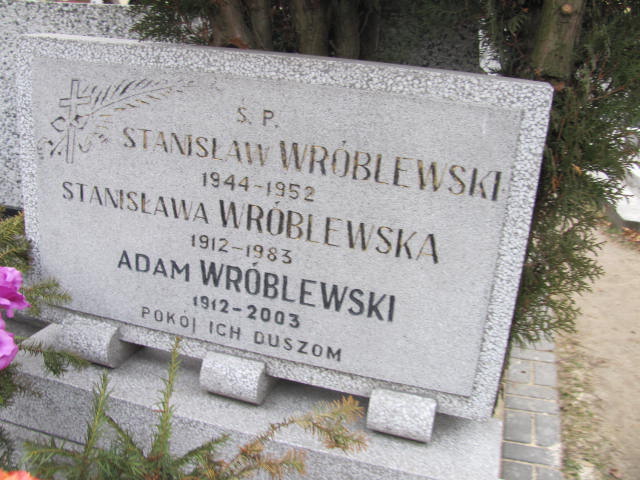 Ś. P.
STANISŁAW WRÓBLEWSKI
1944-1952
STANISŁAWA WRÓBLEWSKA
1912-1983
ADAM WRÓBLEWSKI
1912-2003
POKÓJ ICH DUSZOM